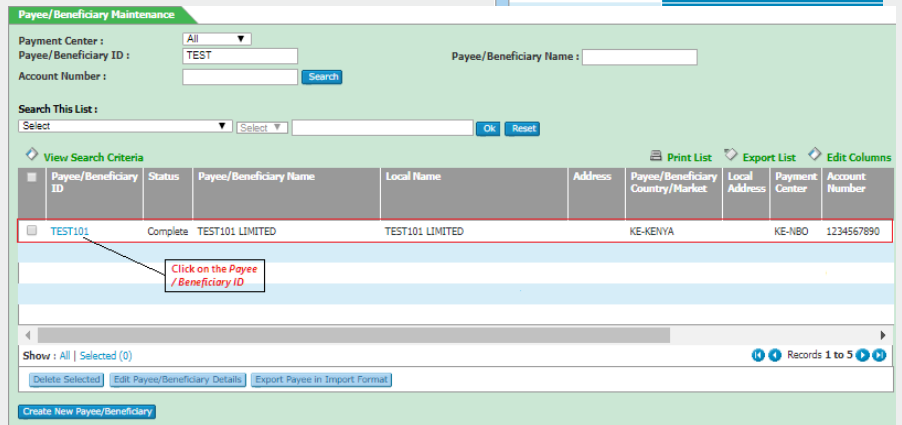 Payee/Beneficiary Maintenance
Payment Center : All
Payee/Beneficiary ID : TEST Payee/Beneficiary Name :
Account Number : Search
Search This List :
Select Select Ok Reset
View Search Criteria Print List Export List Edit Columns
Payee/Beneficiary ID Status Payee/Beneficiary Name Local Name Address Payee/Beneficiary Country/Market Local Address Payment Center Account Number
TEST101 Complete TEST101 LIMITED TEST101 LIMITED KE-KENYA KE-NBO 1234567890
Click on the Payee
/ Beneficiary ID
Show : All | Selected (0) Records 1 to 5
Delete Selected Edit Payee/Beneficiary Details Export Payee in Import Format
Create New Payee/Beneficiary